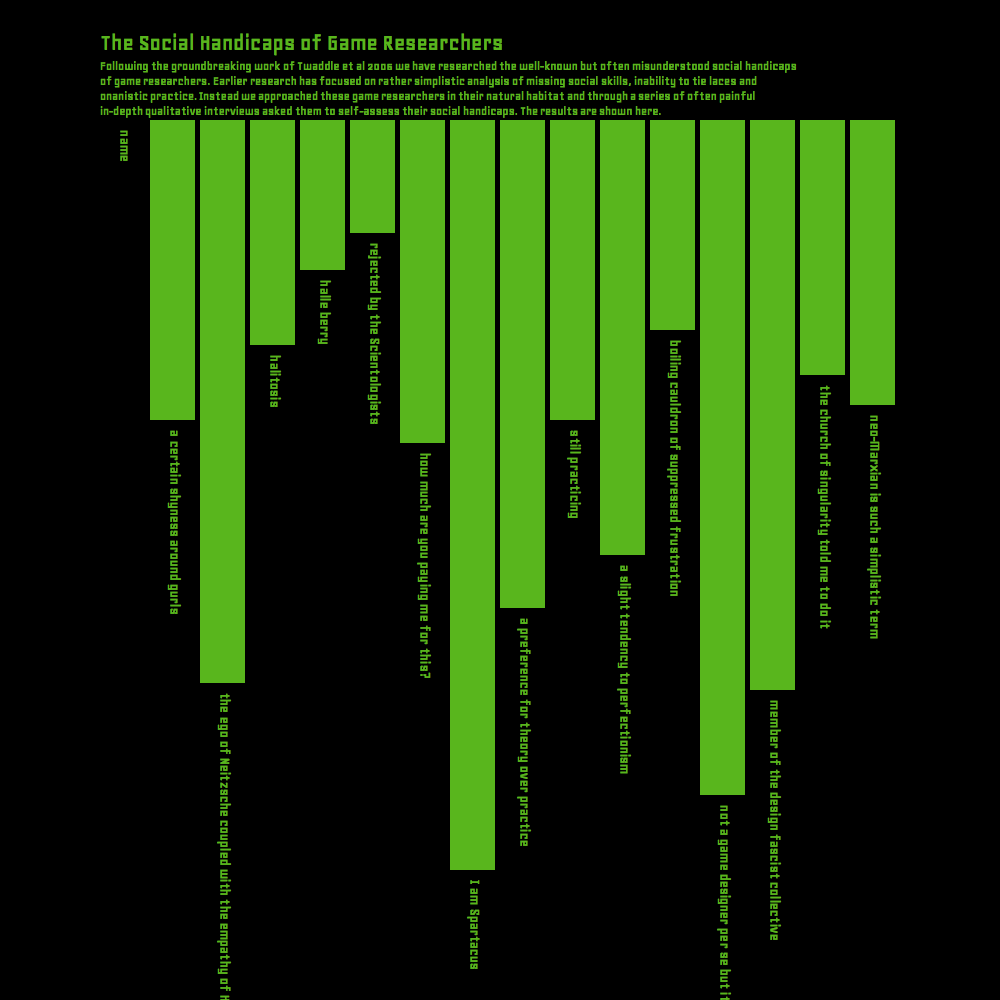 The Social Handicaps of Game Researchers
Following the groundbreaking work of Twaddle et al 2006 we have researched the well-known but often misunderstood social handicaps
of game researchers. Earlier research has focused on rather simplistic analysis of missing social skills, inability to tie laces and
onanistic practice. Instead we approached these game researchers in their natural habitat and through a series of often painful
in-depth qualitative interviews asked them to self-assess their social handicaps. The results are shown here.
name
a certain shyness around gurls
the ego of Neitzsche coupled with the empathy of
halitosis
halle berry
rejected by the Scientologists
how much are you paying me for this?
I am Spartacus
a preference for theory over practice
still practicing
a slight tendency to perfectionism
boiling cauldron of suppressed frustration
not a game designer per se but it
member of the design fascist collective
the church of singularity told me to do it
neo-Marxian is such a simplistic term